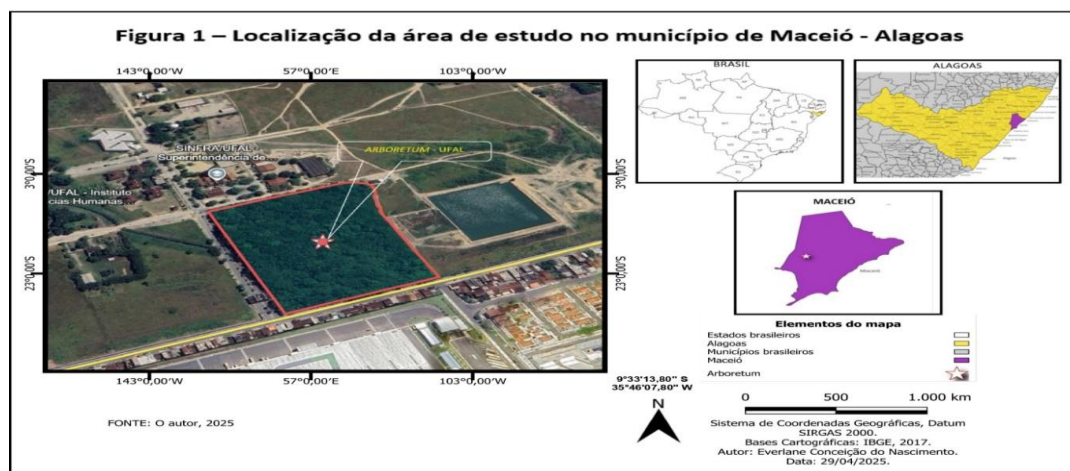 Figura 1 – Localização da área de estudo no município de Maceió - Alagoas
143°0,00'W 57°0,00'E 103°0,00'W
SINFRA/UFAL -
Superintendência de...
ARBORETUM - UFAL
/UFAL - Instituto
cias Humanas ...
3°0,00'S 3°0,00'S
23°0,00'S 23°0,00'S
143°0,00'W 57°0,00'E 103°0,00'W
FONTE: O autor, 2025
BRASIL
ALAGOAS
MACEIÓ
Maceió
Elementos do mapa
Estados brasileiros
Alagoas
Municípios brasileiros
Maceió
Arboretum
9°33'13,80" S
35°46'07,80" W
N
0 500 1.000 km
Sistema de Coordenadas Geográficas, Datum
SIRGAS 2000.
Bases Cartográficas: IBGE, 2017.
Autor: Everlane Conceição do Nascimento.
Data: 29/04/2025.